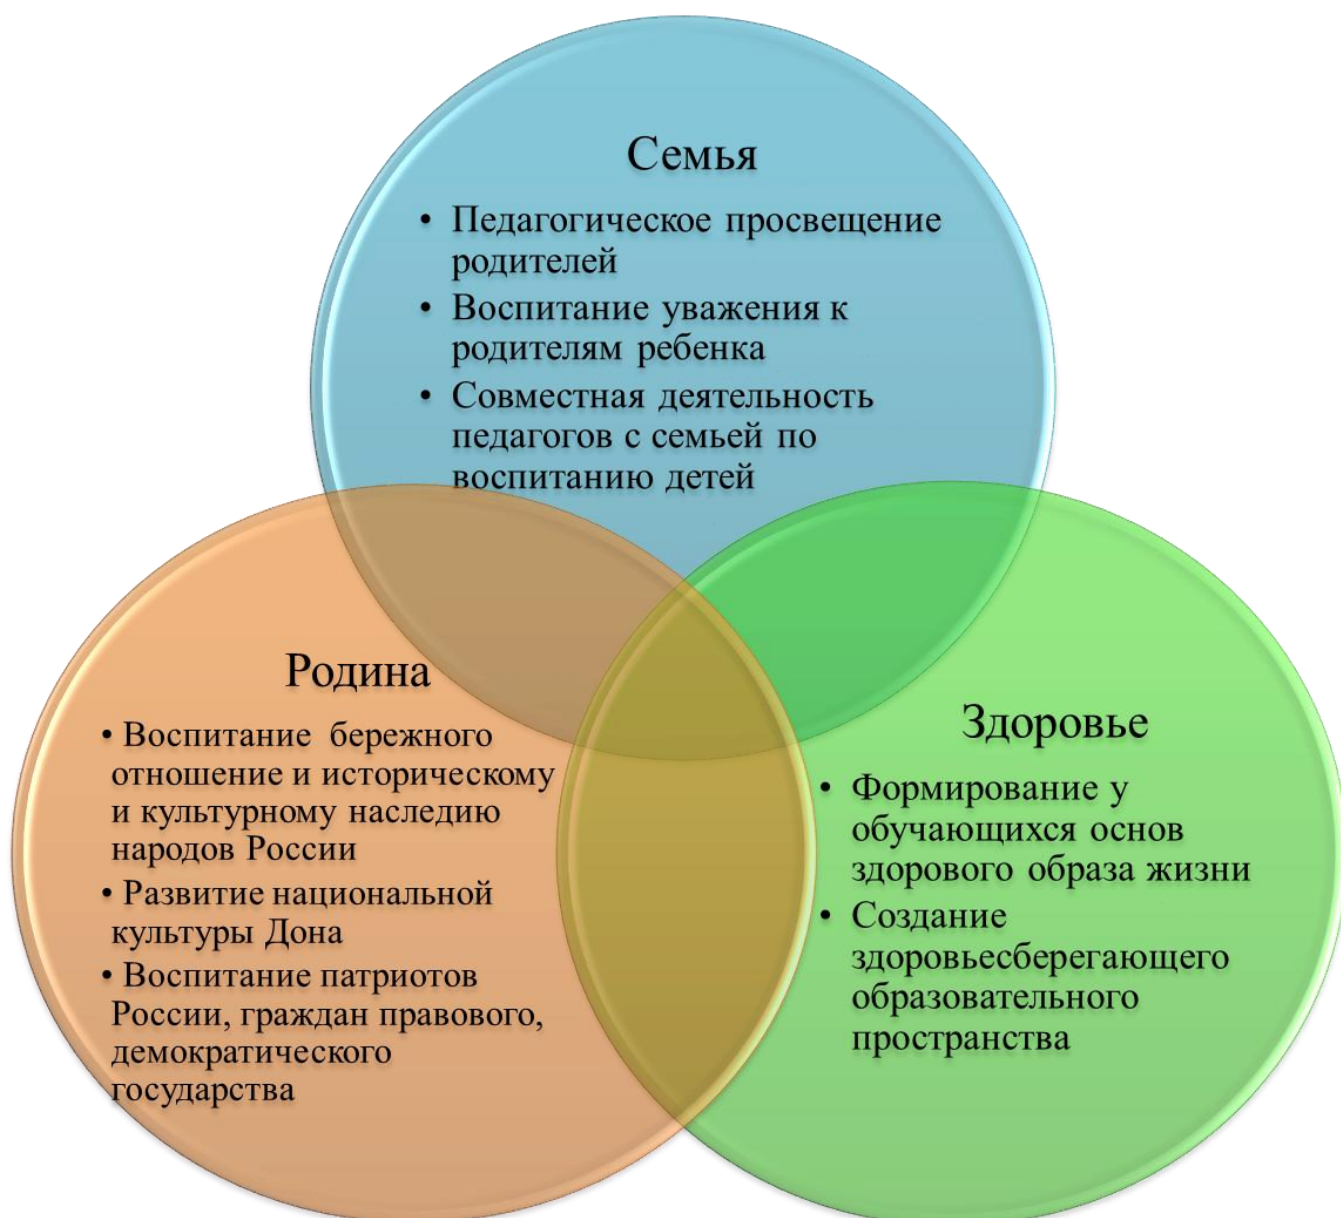 Семья
• Педагогическое просвещение
родителей
• Воспитание уважения к
родителям ребенка
• Совместная деятельность
педагогов с семьей по
воспитанию детей
Родина
• Воспитание бережного
отношение и историческому
и культурному наследию
народов России
• Развитие национальной
культуры Дона
• Воспитание патриотов
России, граждан правового,
демократического
государства
Здоровье
• Формирование у
обучающихся основ
здорового образа жизни
• Создание
здоровьесберегающего
образовательного
пространства